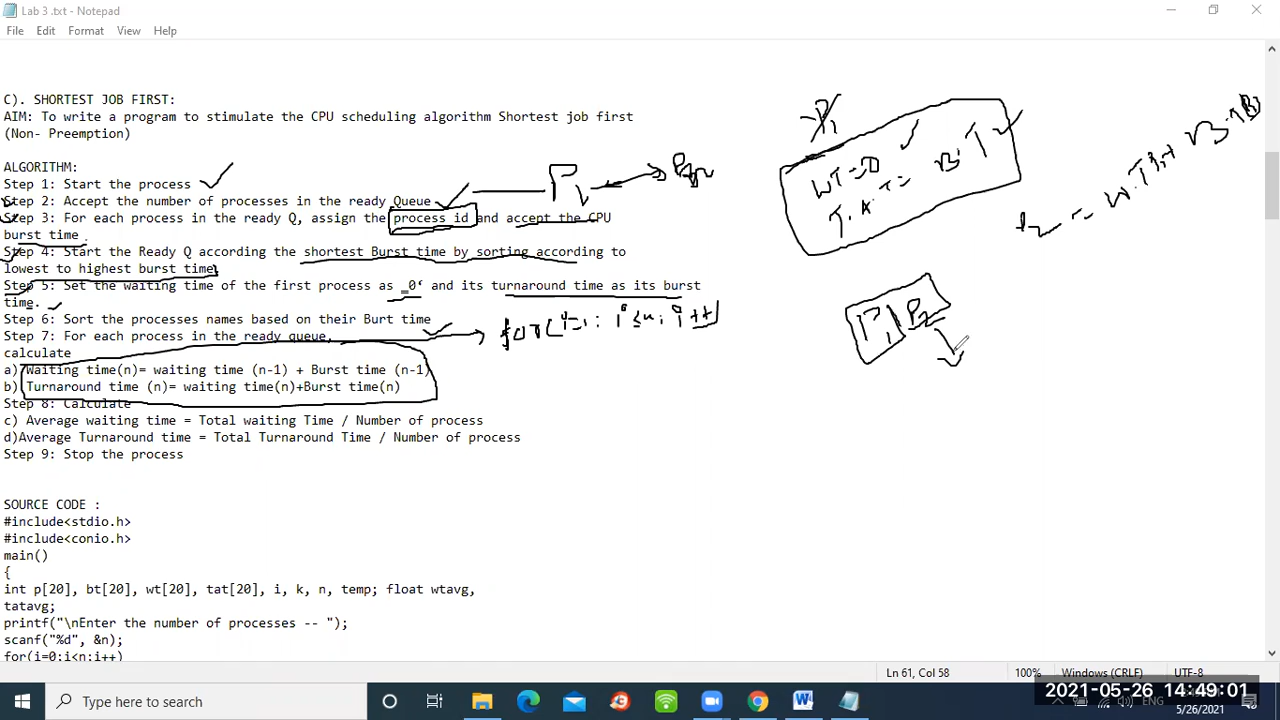 Lab 3 .txt - Notepad
File Edit Format View Help
C). SHORTEST JOB FIRST:
AIM: To write a program to stimulate the CPU scheduling algorithm Shortest job first
(Non- Preemption)
ALGORITHM:
Step 1: Start the process
Step 2: Accept the number of processes in the ready Queue
Step 3: For each process in the ready Q, assign the process id and accept the CPU
burst time .
Step 4: Start the Ready Q according the shortest Burst time by sorting according to
lowest to highest burst time.
Step 5: Set the waiting time of the first process as _0‘ and its turnaround time as its burst
time.
Step 6: Sort the processes names based on their Burt time
Step 7: For each process in the ready queue,
calculate
a) Waiting time(n)= waiting time (n-1) + Burst time (n-1)
b) Turnaround time (n)= waiting time(n)+Burst time(n)
Step 8: Calculate
c) Average waiting time = Total waiting Time / Number of process
d)Average Turnaround time = Total Turnaround Time / Number of process
Step 9: Stop the process
SOURCE CODE :
#include<stdio.h>
#include<conio.h>
main()
{
int p[20], bt[20], wt[20], tat[20], i, k, n, temp; float wtavg,
tatavg;
printf("\nEnter the number of processes -- ");
scanf("%d", &n);
for(i=0;i<n;i++)
P1
WT=0
T.A.T= B.T
for(i=1; i≤n; i++)
P1 P2
Ln 61, Col 58 100% Windows (CRLF) UTF-8
Type here to search
ENG
2021-05-26 14:49:01
5/26/2021